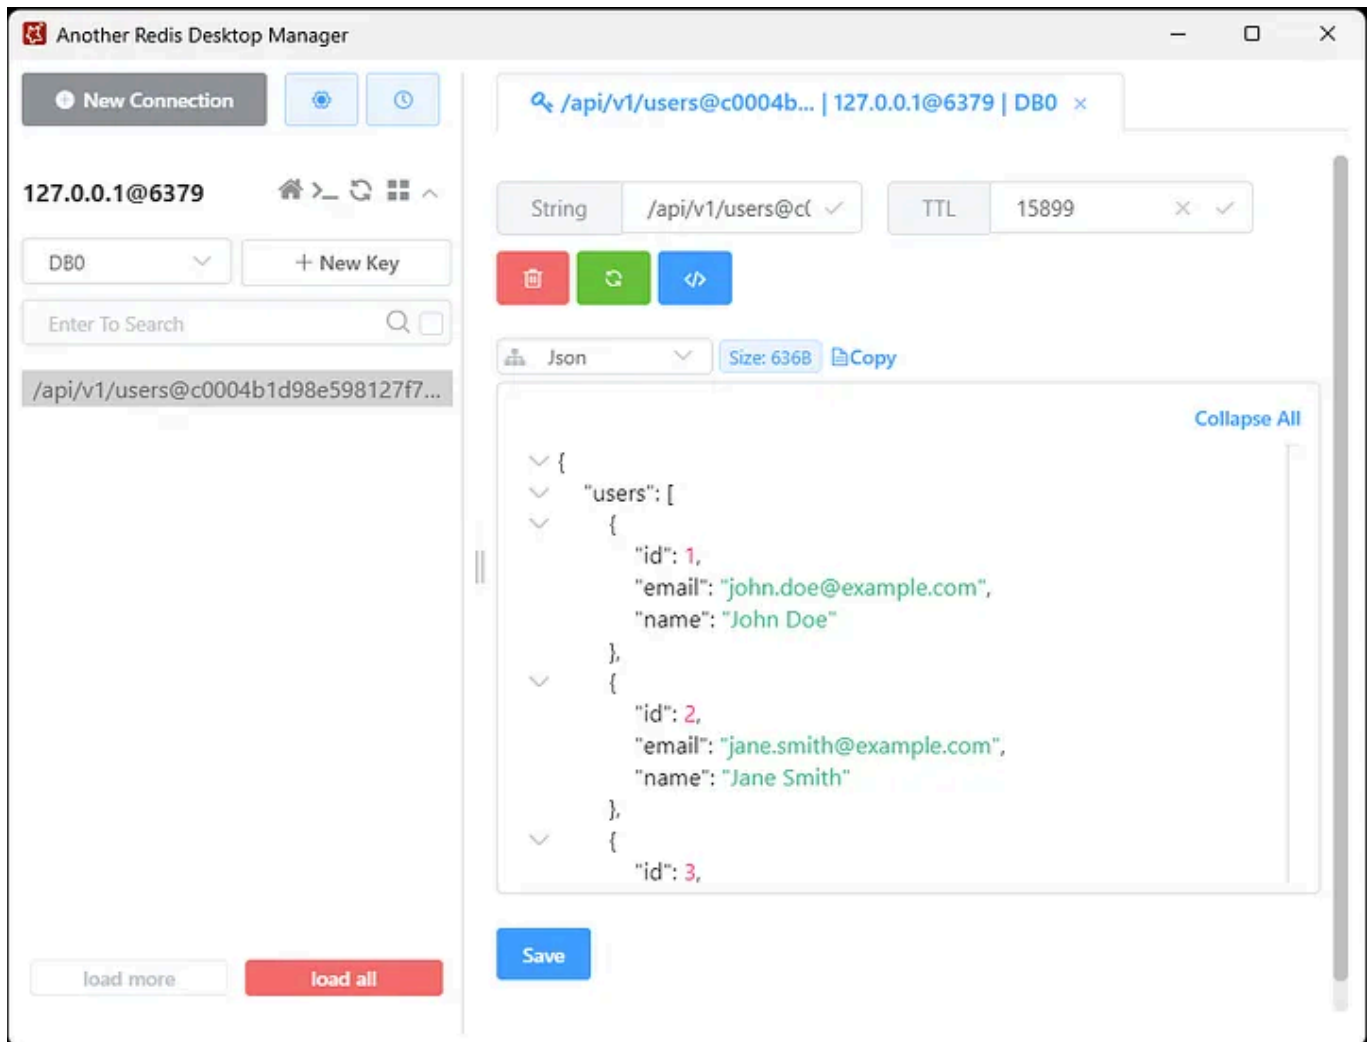 Another Redis Desktop Manager
New Connection
127.0.0.1@6379
DB0
+ New Key
Enter To Search
/api/v1/users@c0004b1d98e598127f7...
load more
load all
/api/v1/users@c0004b... | 127.0.0.1@6379 | DB0
String
/api/v1/users@c(
TTL
15899
Json
Size: 636B
Copy
Collapse All
{
"users": [
{
"id": 1,
"email": "john.doe@example.com",
"name": "John Doe"
},
{
"id": 2,
"email": "jane.smith@example.com",
"name": "Jane Smith"
},
{
"id": 3,
Save